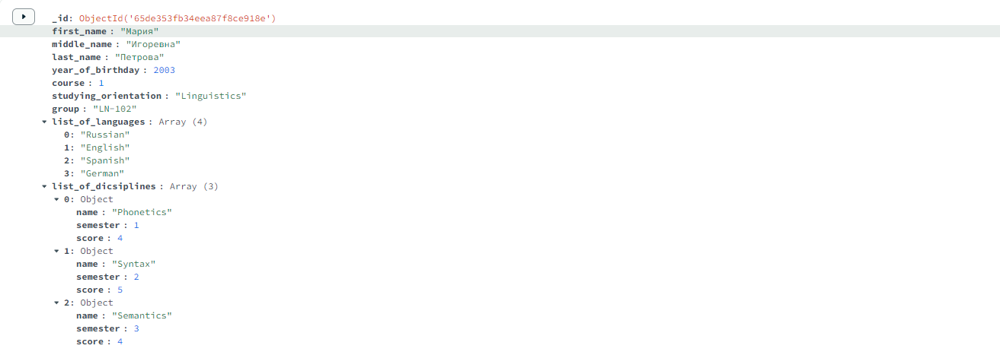 _id: ObjectId('65de353fb34eea87f8ce918e')
first_name : "Мария"
middle_name : "Игоревна"
last_name : "Петрова"
year_of_birthday : 2003
course : 1
studying_orientation : "Linguistics"
group : "LN-102"
list_of_languages : Array (4)
0: "Russian"
1: "English"
2: "Spanish"
3: "German"
list_of_dicsiplines : Array (3)
0: Object
name : "Phonetics"
semester : 1
score : 4
1: Object
name : "Syntax"
semester : 2
score : 5
2: Object
name : "Semantics"
semester : 3
score : 4